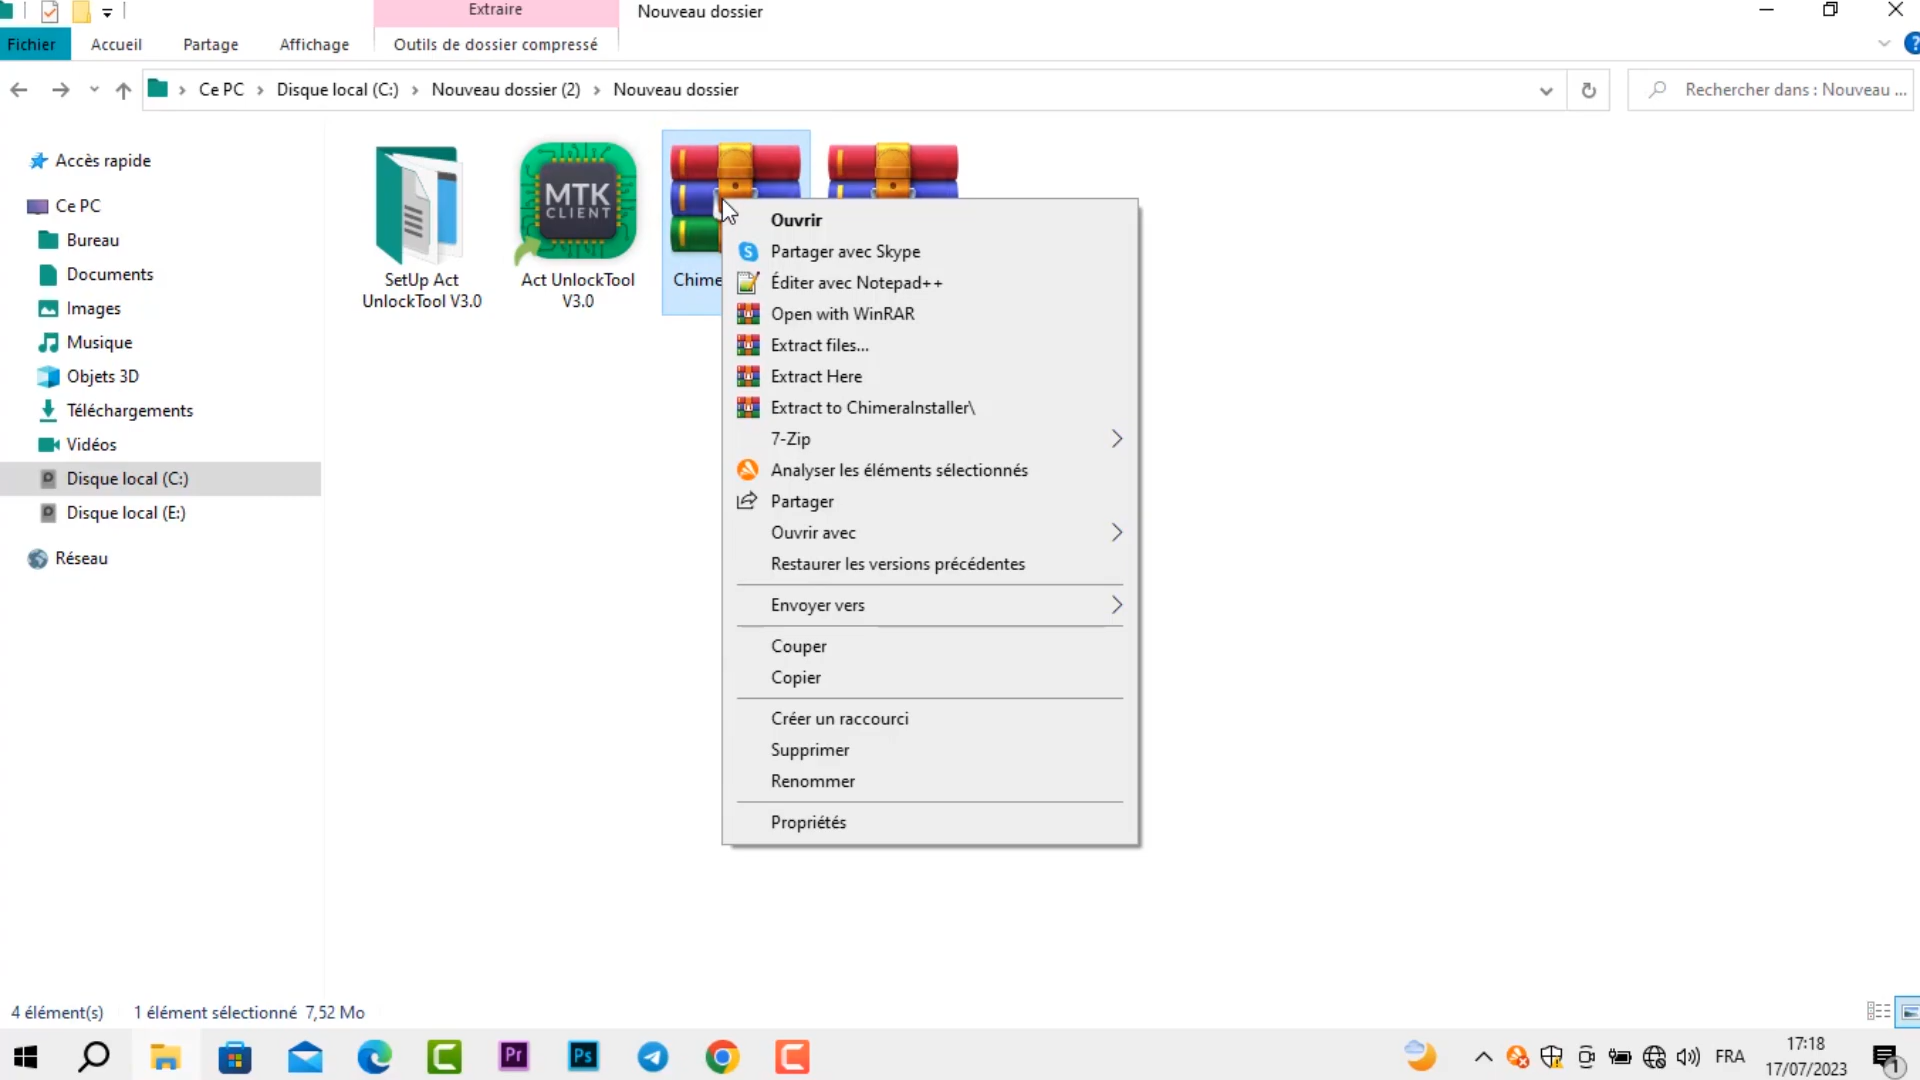 Extraire
Nouveau dossier
Fichier
Accueil
Partage
Affichage
Outils de dossier compressé
Ce PC
Disque local (C:)
Nouveau dossier (2)
Nouveau dossier
Rechercher dans : Nouveau ...
Accès rapide
Ce PC
Bureau
Documents
Images
Musique
Objets 3D
Téléchargements
Vidéos
Disque local (C:)
Disque local (E:)
Réseau
SetUp Act
UnlockTool V3.0
MTK
CLIENT
Act UnlockTool
V3.0
Chime
Ouvrir
Partager avec Skype
Éditer avec Notepad++
Open with WinRAR
Extract files...
Extract Here
Extract to ChimeraInstaller\
7-Zip
Analyser les éléments sélectionnés
Partager
Ouvrir avec
Restaurer les versions précédentes
Envoyer vers
Couper
Copier
Créer un raccourci
Supprimer
Renommer
Propriétés
4 élément(s)
1 élément sélectionné 7,52 Mo
Pr
Ps
FRA
17:18
17/07/2023
1